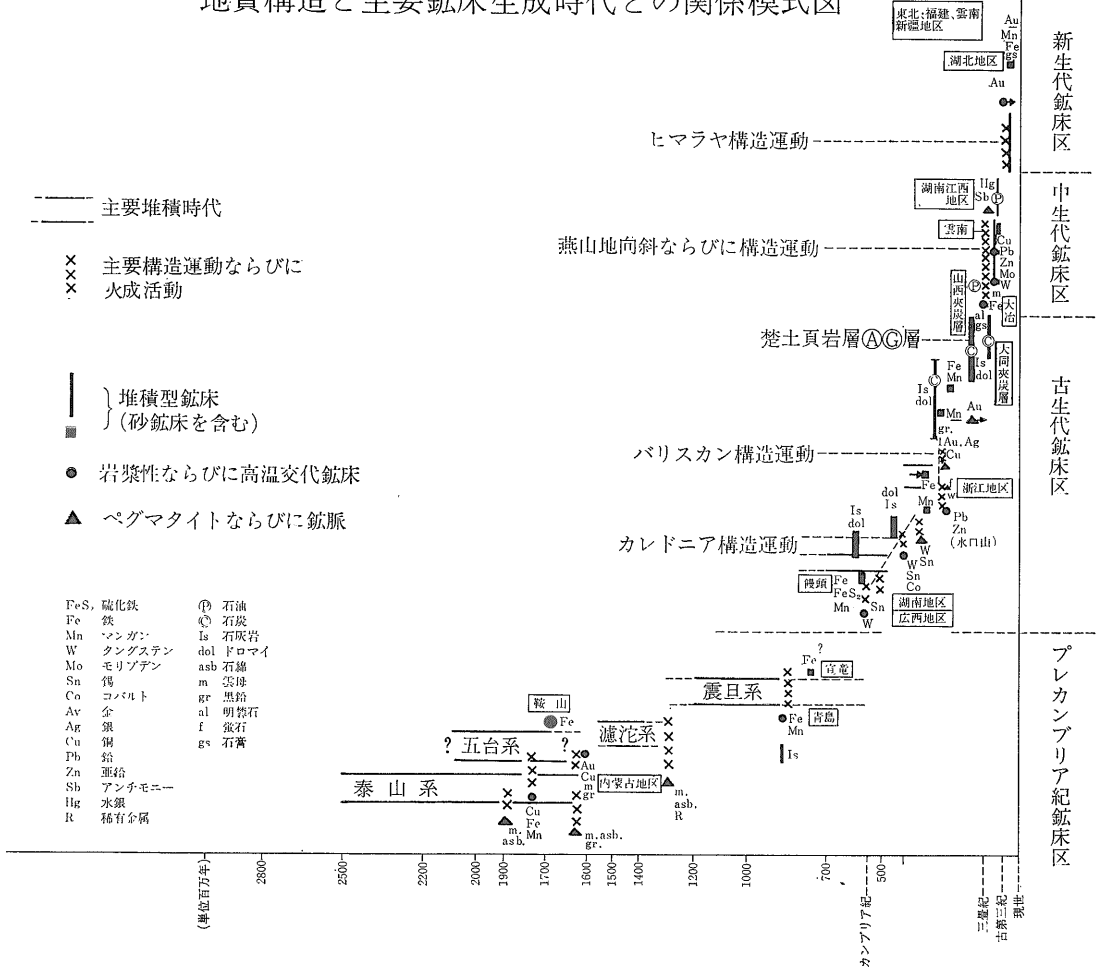 地質構造と主要鉱床生成時代との関係模式図
東北,福建,雲南
新疆地区
Au
Mn
Fe
gs
湖北地区
Au
ヒマラヤ構造運動
新生代鉱床区
主要堆積時代
主要構造運動ならびに
火成活動
堆積型鉱床
(砂鉱床を含む)
岩漿性ならびに高温交代鉱床
ペグマタイトならびに鉱脈
湖南江西
地区
Hg
Sb
P
雲南
燕山地向斜ならびに構造運動
Cu
Pb
Zn
Mo
W
m
Fe
P
山西夾炭層
大冶
中生代鉱床区
al
gs
楚土頁岩層ⒶⒼ層
C
C
Is
dol
大同夾炭層
Fe
Mn
C
Is
dol
Mn
Au
gr.
Au, Ag
Cu
バリスカン構造運動
古生代鉱床区
Fe
f
w
浙江地区
Mn
Pb
Zn
(水口山)
dol
Is
Is
dol
カレドニア構造運動
W
Sn
W
Sn
Co
饅頭
Fe
FeS₂
Mn
Sn
W
湖南地区
広西地区
FeS, 硫化鉄
Fe 鉄
Mn マンガン
W タングステン
Mo モリブデン
Sn 錫
Co コバルト
Av 金
Ag 銀
Cu 銅
Pb 鉛
Zn 亜鉛
Sb アンチモニー
Hg 水銀
R 稀有金属
Ⓟ 石油
Ⓒ 石炭
Is 石灰岩
dol ドロマイ
asb 石綿
m 雲母
gr 黒鉛
al 明礬石
f 蛍石
gs 石膏
?
Fe
宣竜
震旦系
Fe
Mn
青島
Is
鞍山
Fe
濾沱系
? 五台系 ?
Au
Cu
m
gr
内蒙古地区
m.
asb.
R
泰山系
Cu
Fe
Mn
m.
asb.
m.asb.
gr.
プレカンブリア紀鉱床区
(単位百万年)
2800
2500
2200
2000
1900
1700
1600
1500
1400
1200
700
カンブリア紀
500
三畳紀
古第三紀
現世